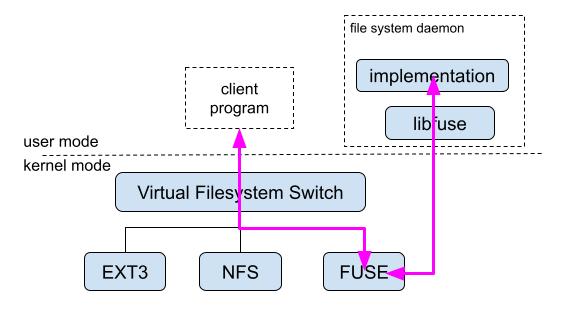 file system daemon
implementation
client
program
libfuse
user mode
kernel mode
Virtual Filesystem Switch
EXT3
NFS
FUSE